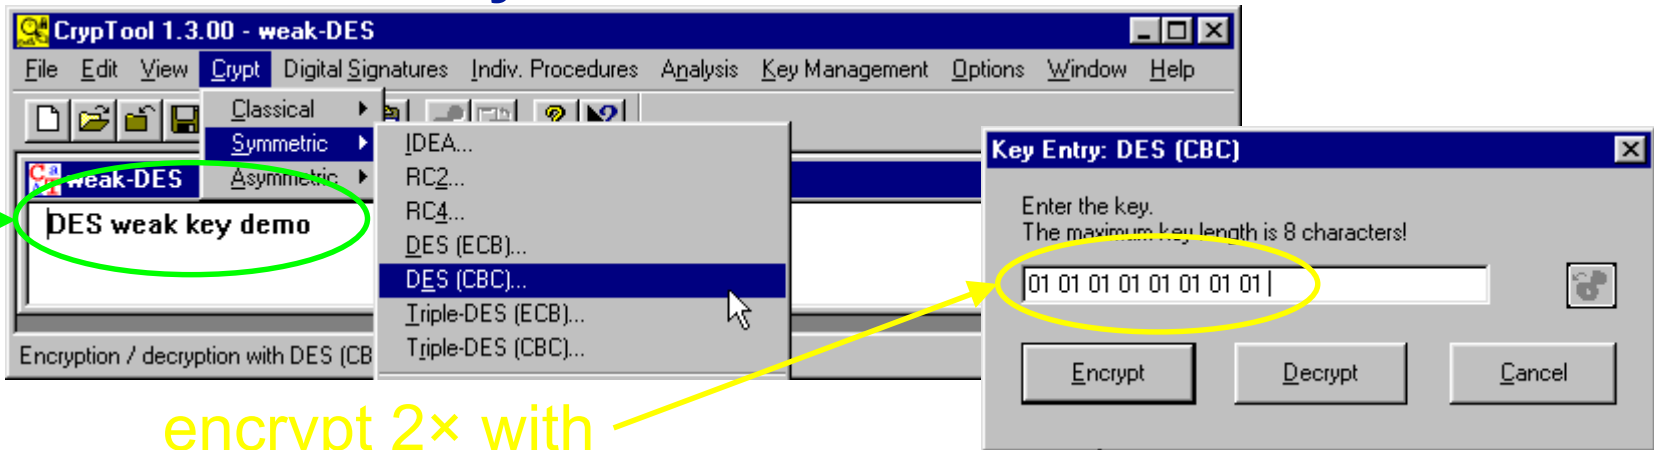 CrypTool 1.3.00 - weak-DES
File Edit View Crypt Digital Signatures Indiv. Procedures Analysis Key Management Options Window Help
Classical
Symmetric
Asymmetric
IDEA...
RC2...
RC4...
DES (ECB)...
DES (CBC)...
Triple-DES (ECB)...
Triple-DES (CBC)...
weak-DES
DES weak key demo
Encryption / decryption with DES (CB
Key Entry: DES (CBC)
Enter the key.
The maximum key length is 8 characters!
01 01 01 01 01 01 01 01
Encrypt Decrypt Cancel
encrypt 2× with